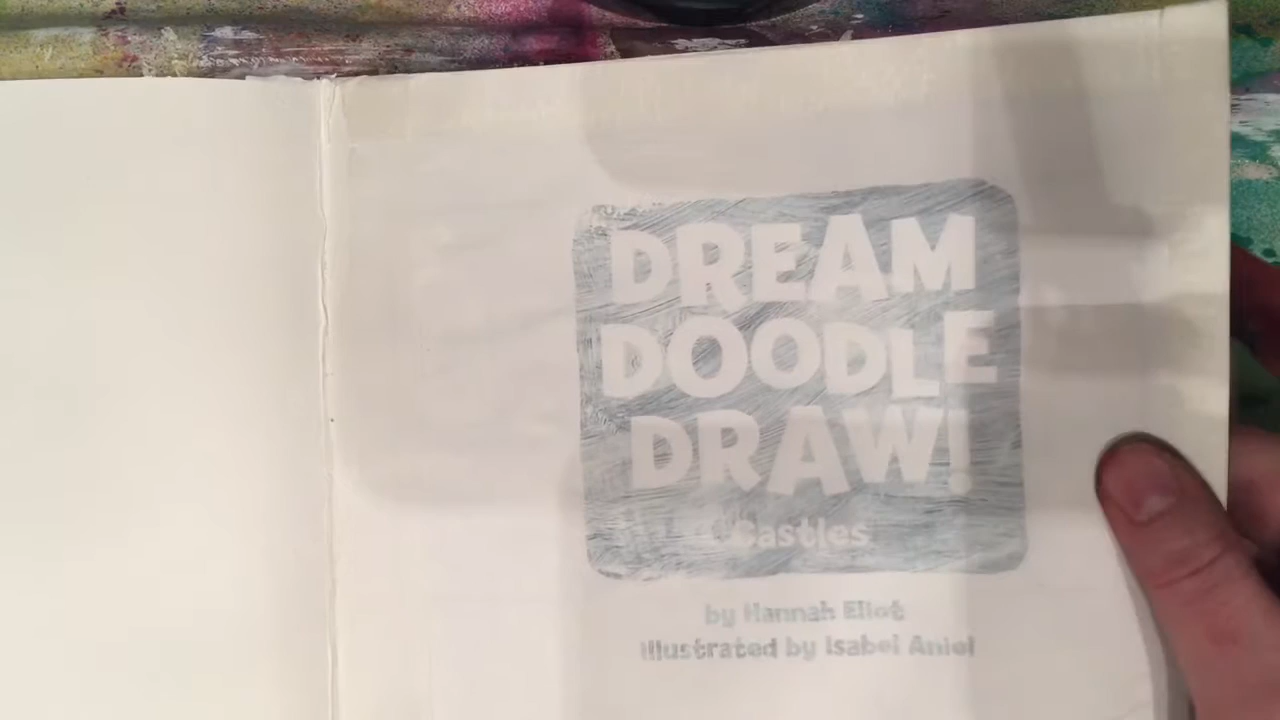 DREAM
DOODLE
DRAW!
Castles
by Hannah Eliot
Illustrated by Isabel Aniel